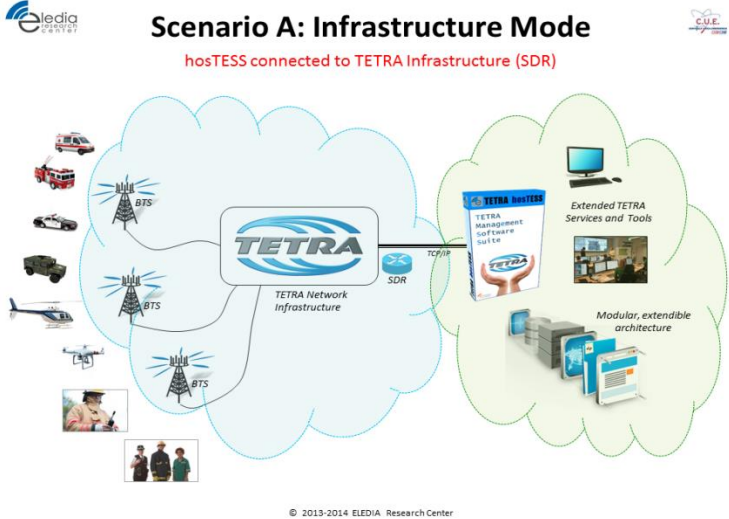 eledia
research
center
Scenario A: Infrastructure Mode
C.U.E.
hosTESS connected to TETRA Infrastructure (SDR)
BTS
BTS
BTS
TETRA
TETRA Network
Infrastructure
SDR
TCP/IP
TETRA hosTESS
TETRA
Management
Software
Suite
TETRA
Extended TETRA
Services and Tools
Modular, extendible
architecture
© 2013-2014 ELEDIA Research Center